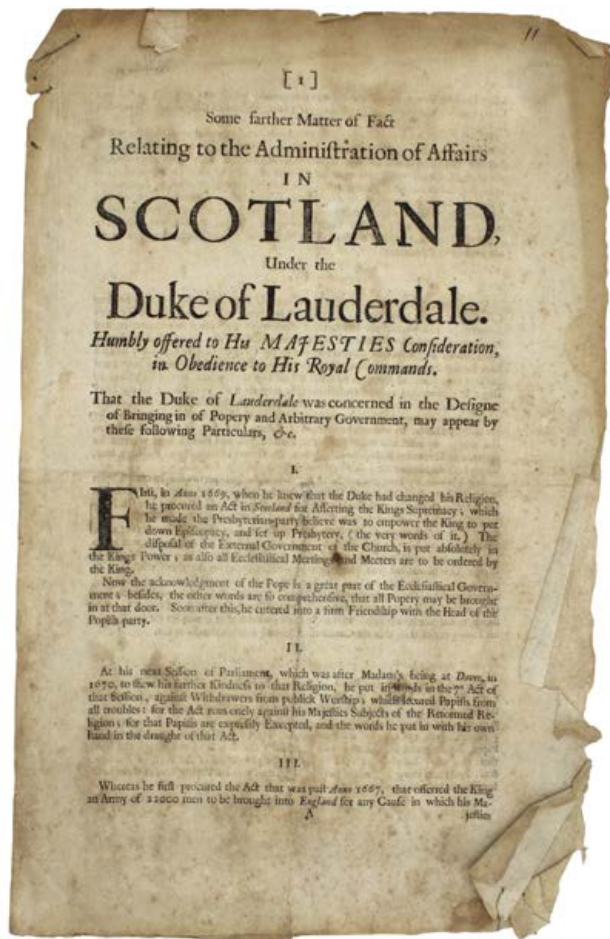 11
[ 1 ]
Some farther Matter of Fact
Relating to the Adminiſtration of Affairs
IN
SCOTLAND,
Under the
Duke of Lauderdale.
Humbly offered to His MAJESTIES Conſideration,
in Obedience to His Royal Commands.
That the Duke of Lauderdale was concerned in the Deſigne
of Bringing in of Popery and Arbitrary Government, may appear by
theſe following Particulars, &c.
I.
FIrſt, in Anno 1669, when he knew that the Duke had changed his Religion,
he procured an Act in Scotland for Aſſerting the Kings Supremacy; which
he made the Presbyterian party believe was to empower the King to put
down Epiſcopacy, and ſet up Presbytery, (the very words of it.) The
diſpoſal of the External Government of the Church, is put abſolutely in
the Kings Power; as alſo all Eccleſiaſtical Meetings and Meeters are to be ordered by
the King.
Now the acknowledgment of the Pope is a great part of the Eccleſiaſtical Govern-
ment; beſides, the other words are ſo comprehenſive, that all Popery may be brought
in at that door. Soon after this, he entered into a firm Friendſhip with the Head of the
Popiſh party.
II.
At his next Seſſion of Parliament, which was after Madam's being at Dover, in
1670, to ſhew his farther Kindneſs to that Religion, he put in words in the 7th Act of
that Seſſion, againſt Withdrawers from publick Worſhip; which ſecured Papiſts from
all troubles: for the Act runs only againſt his Majeſties Subjects of the Reformed Re-
ligion; for that Papiſts are expreſſly Excepted, and the words he put in with his own
hand in the draught of that Act.
III.
Whereas he firſt procured the Act that was paſt Anno 1667, that offerred the King
an Army of 22000 men to be brought into England for any Cauſe in which his Ma-
A jeſties